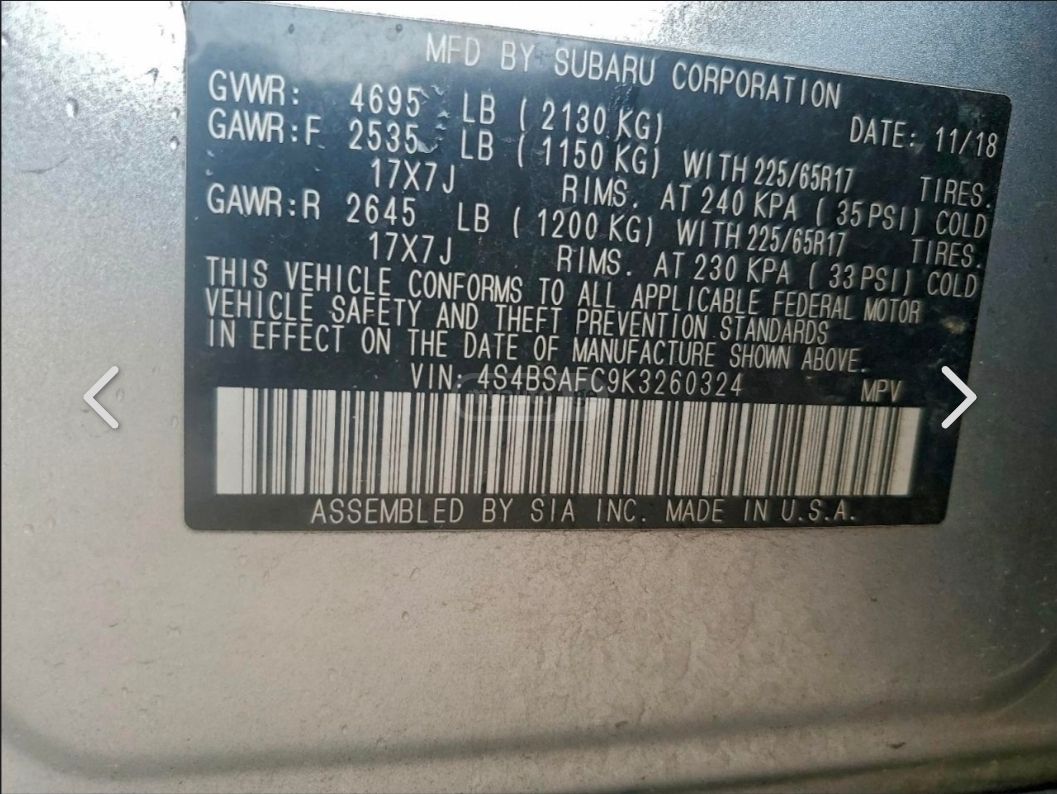 MFD BY SUBARU CORPORATION
GVWR: 4695 LB ( 2130 KG) DATE: 11/18
GAWR:F 2535 LB ( 1150 KG) WITH 225/65R17 TIRES.
17X7J RIMS. AT 240 KPA ( 35 PSI) COLD
GAWR:R 2645 LB ( 1200 KG) WITH 225/65R17 TIRES.
17X7J RIMS. AT 230 KPA ( 33 PSI) COLD
THIS VEHICLE CONFORMS TO ALL APPLICABLE FEDERAL MOTOR
VEHICLE SAFETY AND THEFT PREVENTION STANDARDS
IN EFFECT ON THE DATE OF MANUFACTURE SHOWN ABOVE.
VIN: 4S4BSAFC9K3260324 MPV
ASSEMBLED BY SIA INC. MADE IN U.S.A.